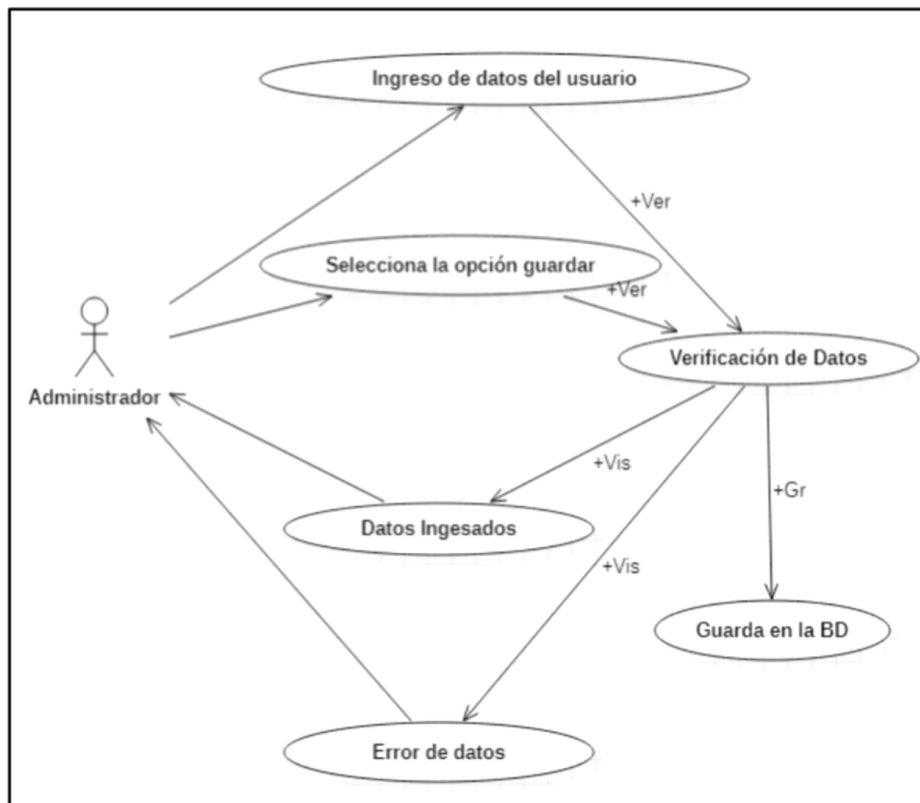 Ingreso de datos del usuario
+Ver
Selecciona la opción guardar
+Ver
Verificación de Datos
Administrador
+Vis
+Gr
Datos Ingesados
+Vis
Guarda en la BD
Error de datos